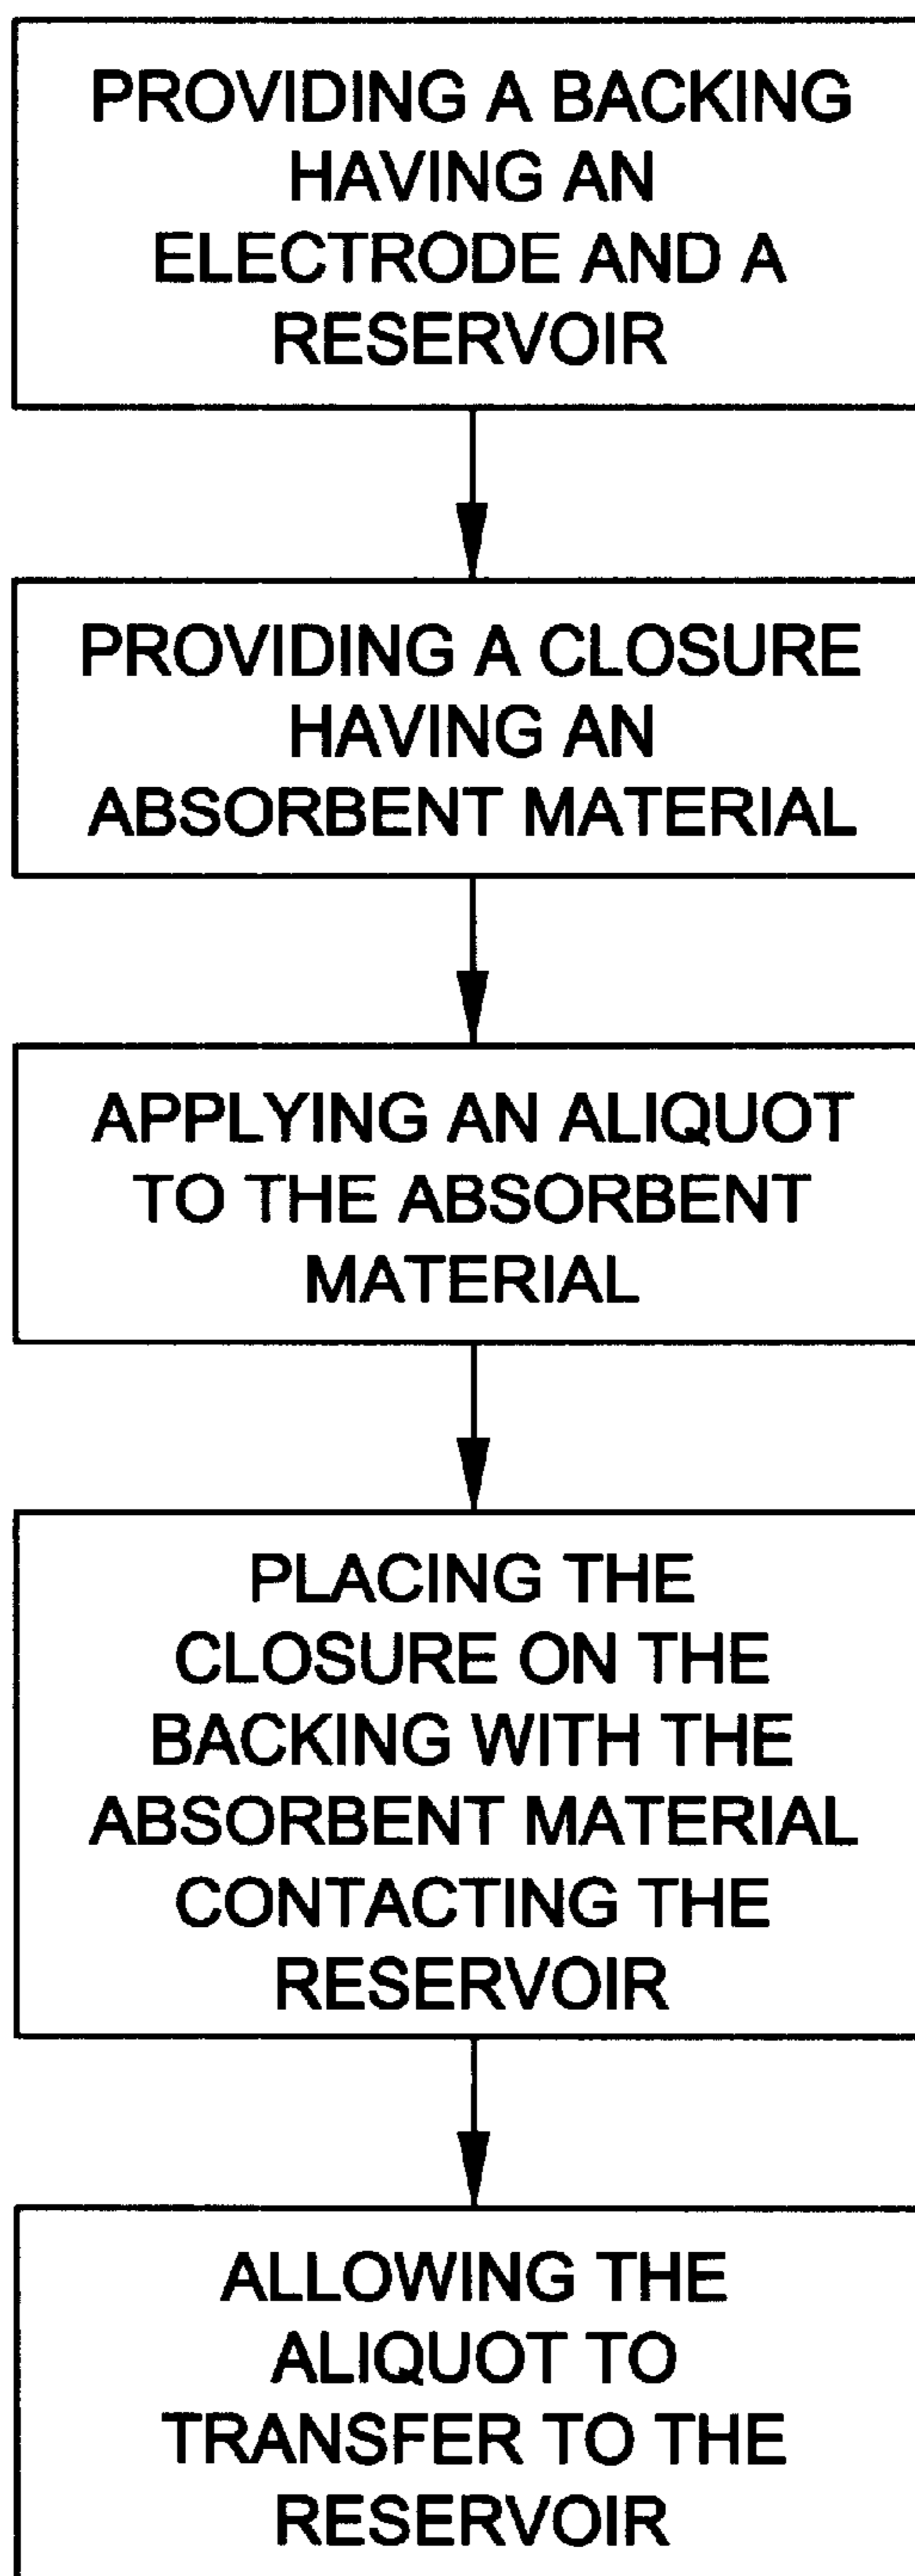 PROVIDING A BACKING
HAVING AN
ELECTRODE AND A
RESERVOIR
PROVIDING A CLOSURE
HAVING AN
ABSORBENT MATERIAL
APPLYING AN ALIQUOT
TO THE ABSORBENT
MATERIAL
PLACING THE
CLOSURE ON THE
BACKING WITH THE
ABSORBENT MATERIAL
CONTACTING THE
RESERVOIR
ALLOWING THE
ALIQUOT TO
TRANSFER TO THE
RESERVOIR